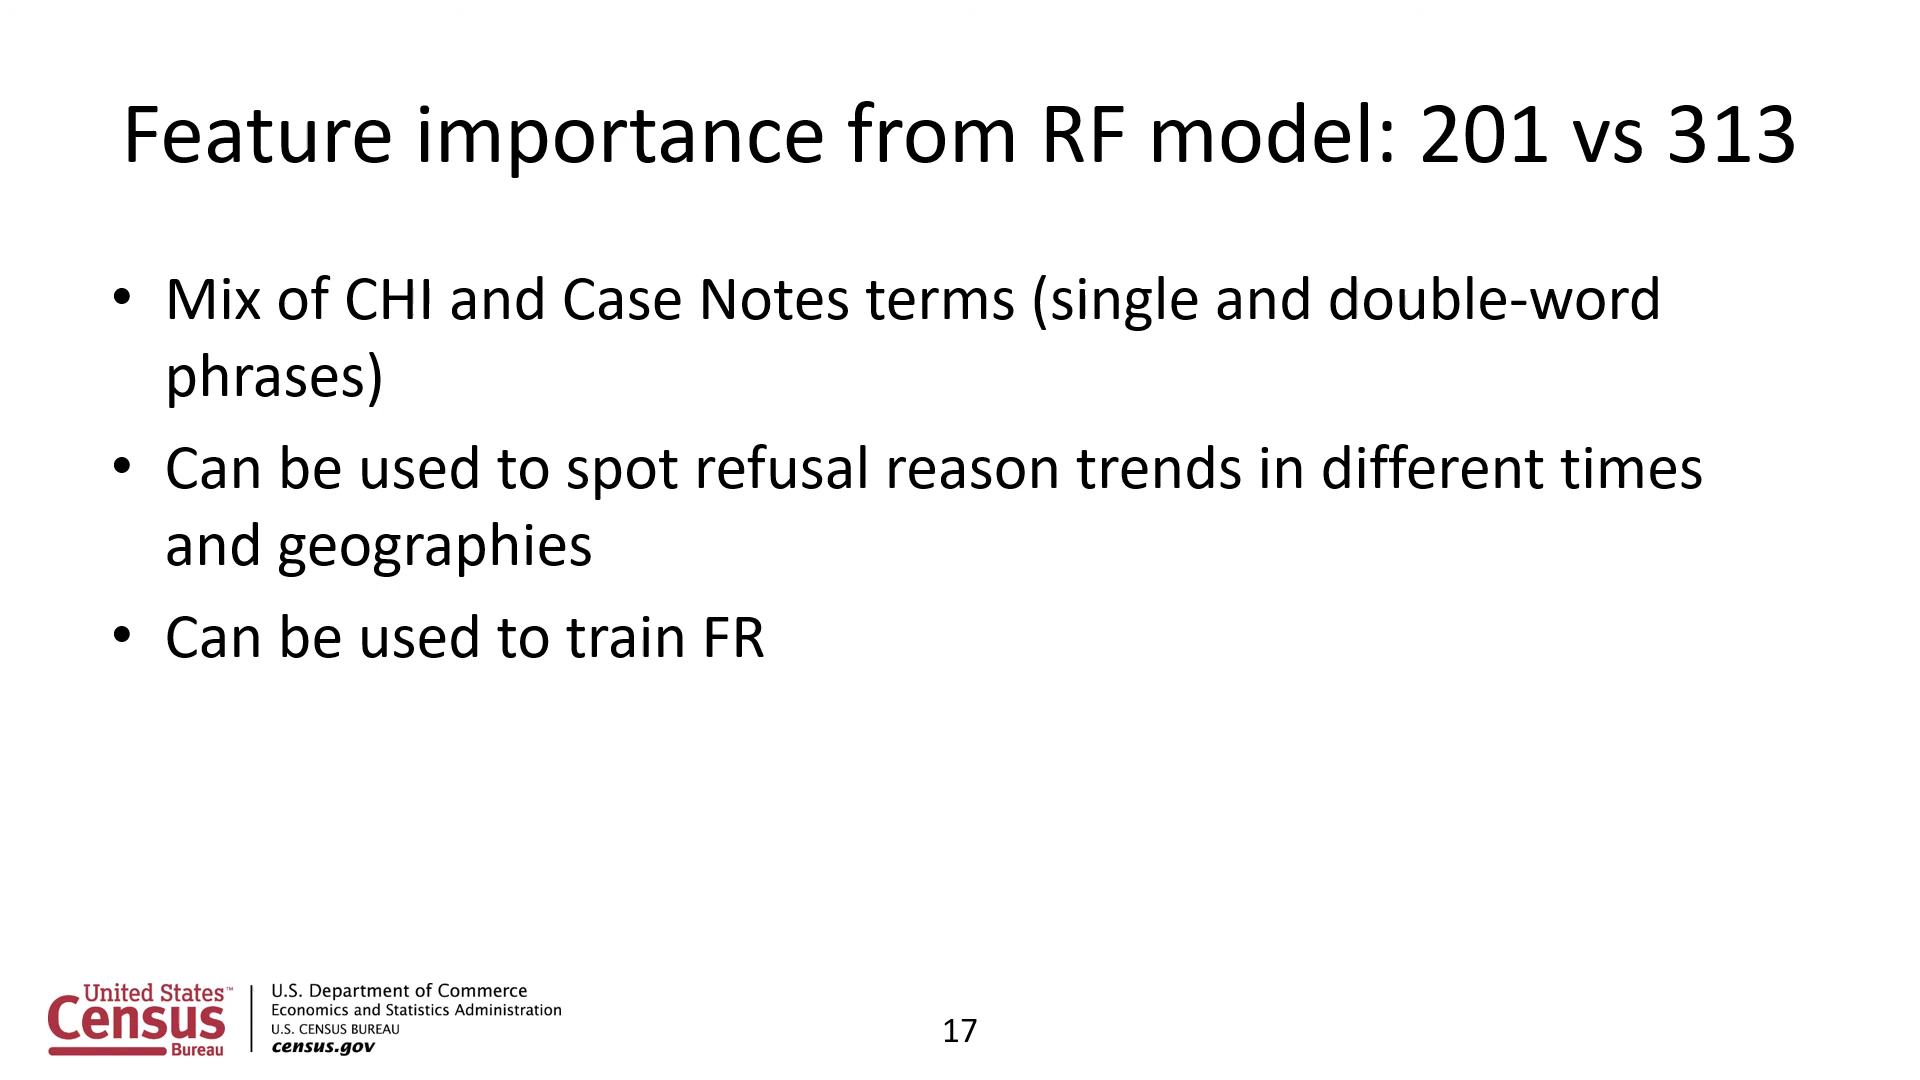 Feature importance from RF model: 201 vs 313
• Mix of CHI and Case Notes terms (single and double-word
phrases)
• Can be used to spot refusal reason trends in different times
and geographies
• Can be used to train FR
United States™
Census
Bureau
U.S. Department of Commerce
Economics and Statistics Administration
U.S. CENSUS BUREAU
census.gov
17